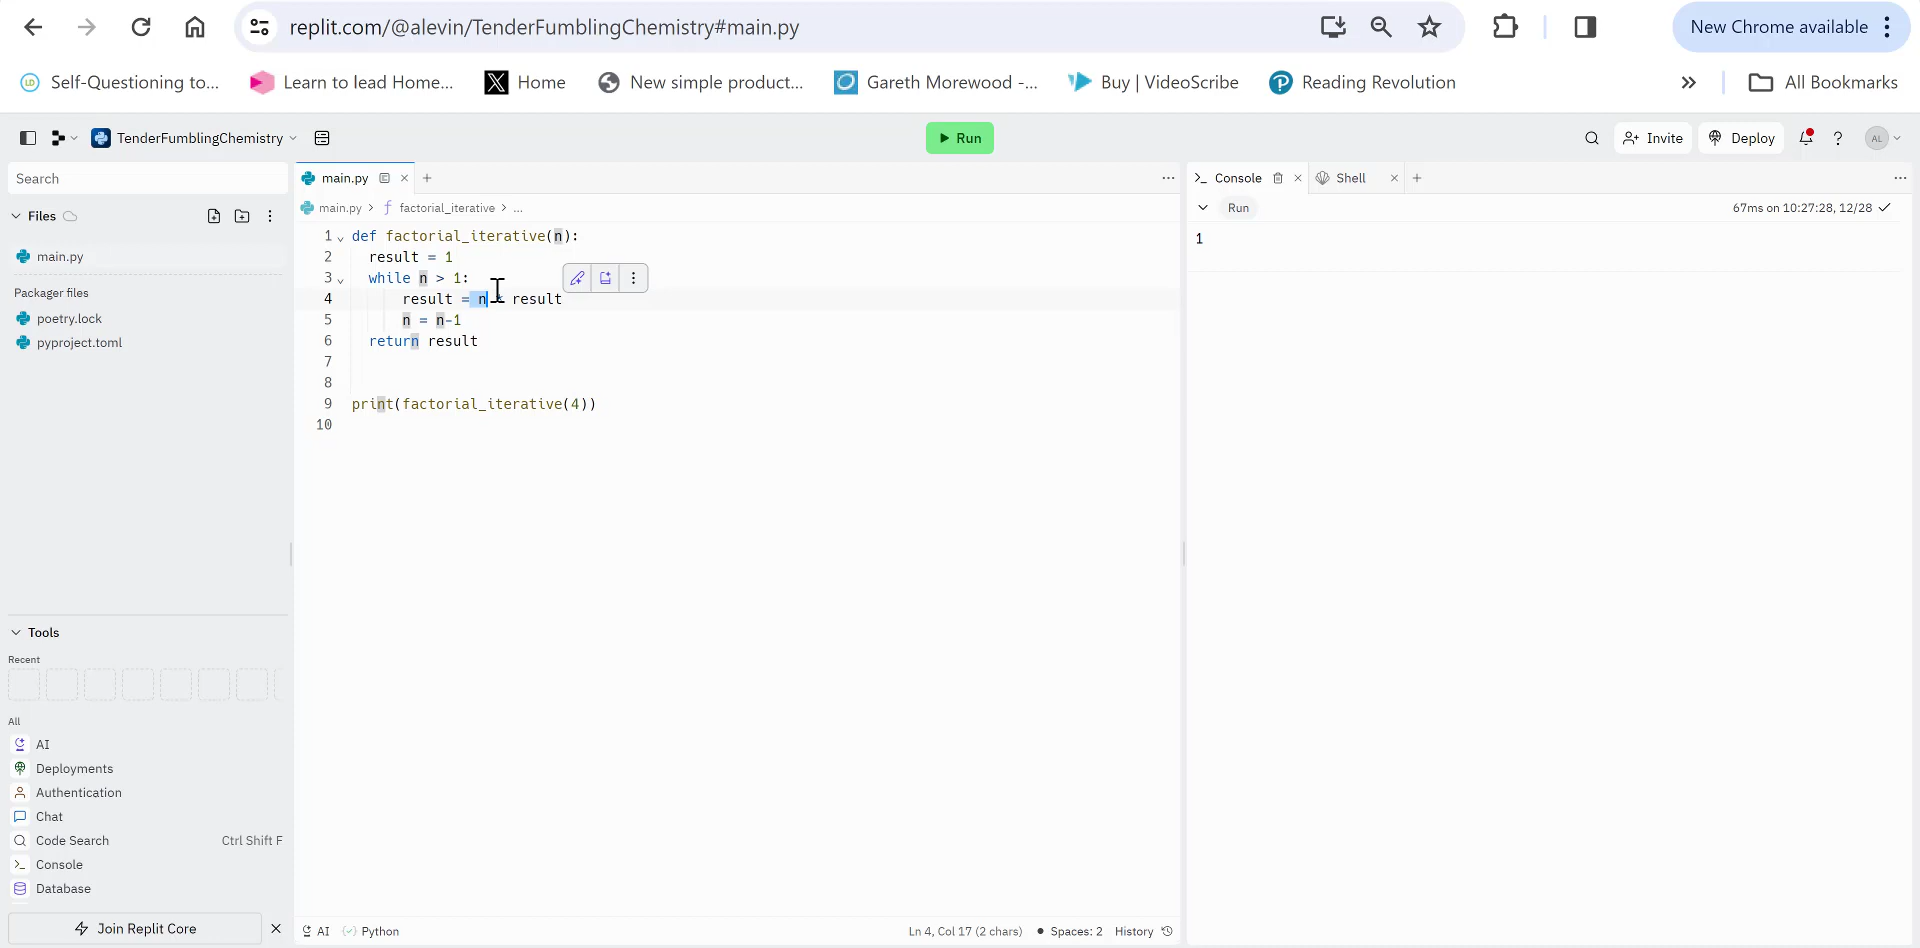 replit.com/@alevin/TenderFumblingChemistry#main.py
New Chrome available
Self-Questioning to...
Learn to lead Home...
Home
New simple product...
Gareth Morewood -...
Buy | VideoScribe
Reading Revolution
All Bookmarks
TenderFumblingChemistry
Run
Invite
Deploy
AL
Search
Files
main.py
Packager files
poetry.lock
pyproject.toml
Tools
Recent
All
AI
Deployments
Authentication
Chat
Code Search Ctrl Shift F
Console
Database
Join Replit Core
main.py
main.py > factorial_iterative > ...
1 def factorial_iterative(n):
2 result = 1
3 while n > 1:
4 result = n * result
5 n = n-1
6 return result
7
8
9 print(factorial_iterative(4))
10
AI Python
Ln 4, Col 17 (2 chars) Spaces: 2 History
Console
Shell
Run
67ms on 10:27:28, 12/28
1